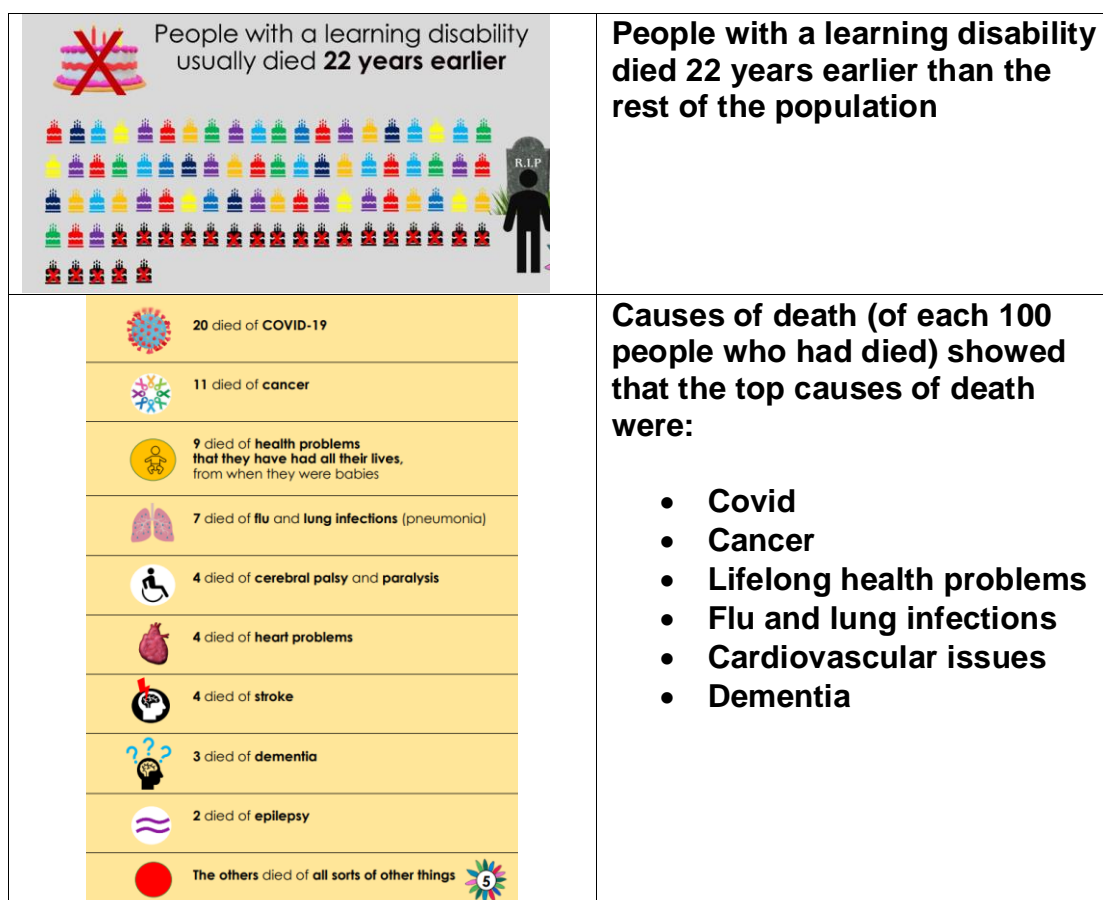 People with a learning disability
usually died 22 years earlier
R.I.P
People with a learning disability
died 22 years earlier than the
rest of the population
20 died of COVID-19
11 died of cancer
9 died of health problems
that they have had all their lives,
from when they were babies
7 died of flu and lung infections (pneumonia)
4 died of cerebral palsy and paralysis
4 died of heart problems
4 died of stroke
???
3 died of dementia
2 died of epilepsy
The others died of all sorts of other things
5
Causes of death (of each 100
people who had died) showed
that the top causes of death
were:
• Covid
• Cancer
• Lifelong health problems
• Flu and lung infections
• Cardiovascular issues
• Dementia